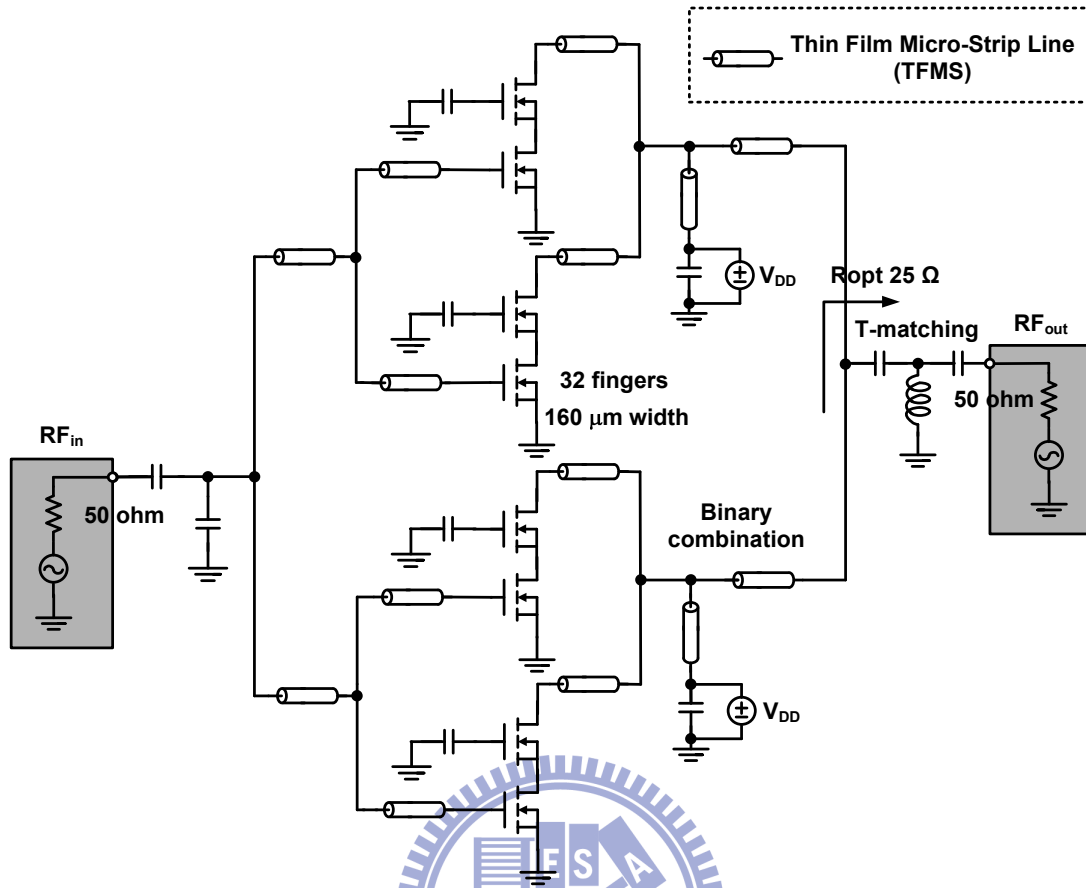 Thin Film Micro-Strip Line
(TFMS)
VDD
Ropt 25 Ω
T-matching
RFout
50 ohm
32 fingers
160 μm width
RFin
50 ohm
Binary
combination
VDD
E S A